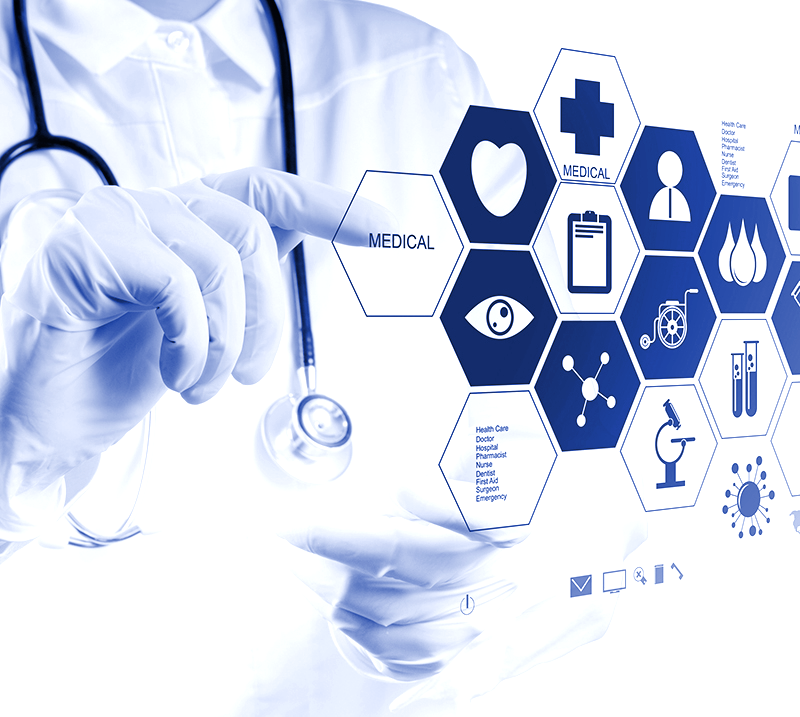 MEDICAL
MEDICAL
Health Care
Doctor
Hospital
Pharmacist
Nurse
Dentist
First Aid
Surgeon
Emergency
Health Care
Doctor
Hospital
Pharmacist
Nurse
Dentist
First Aid
Surgeon
Emergency
M